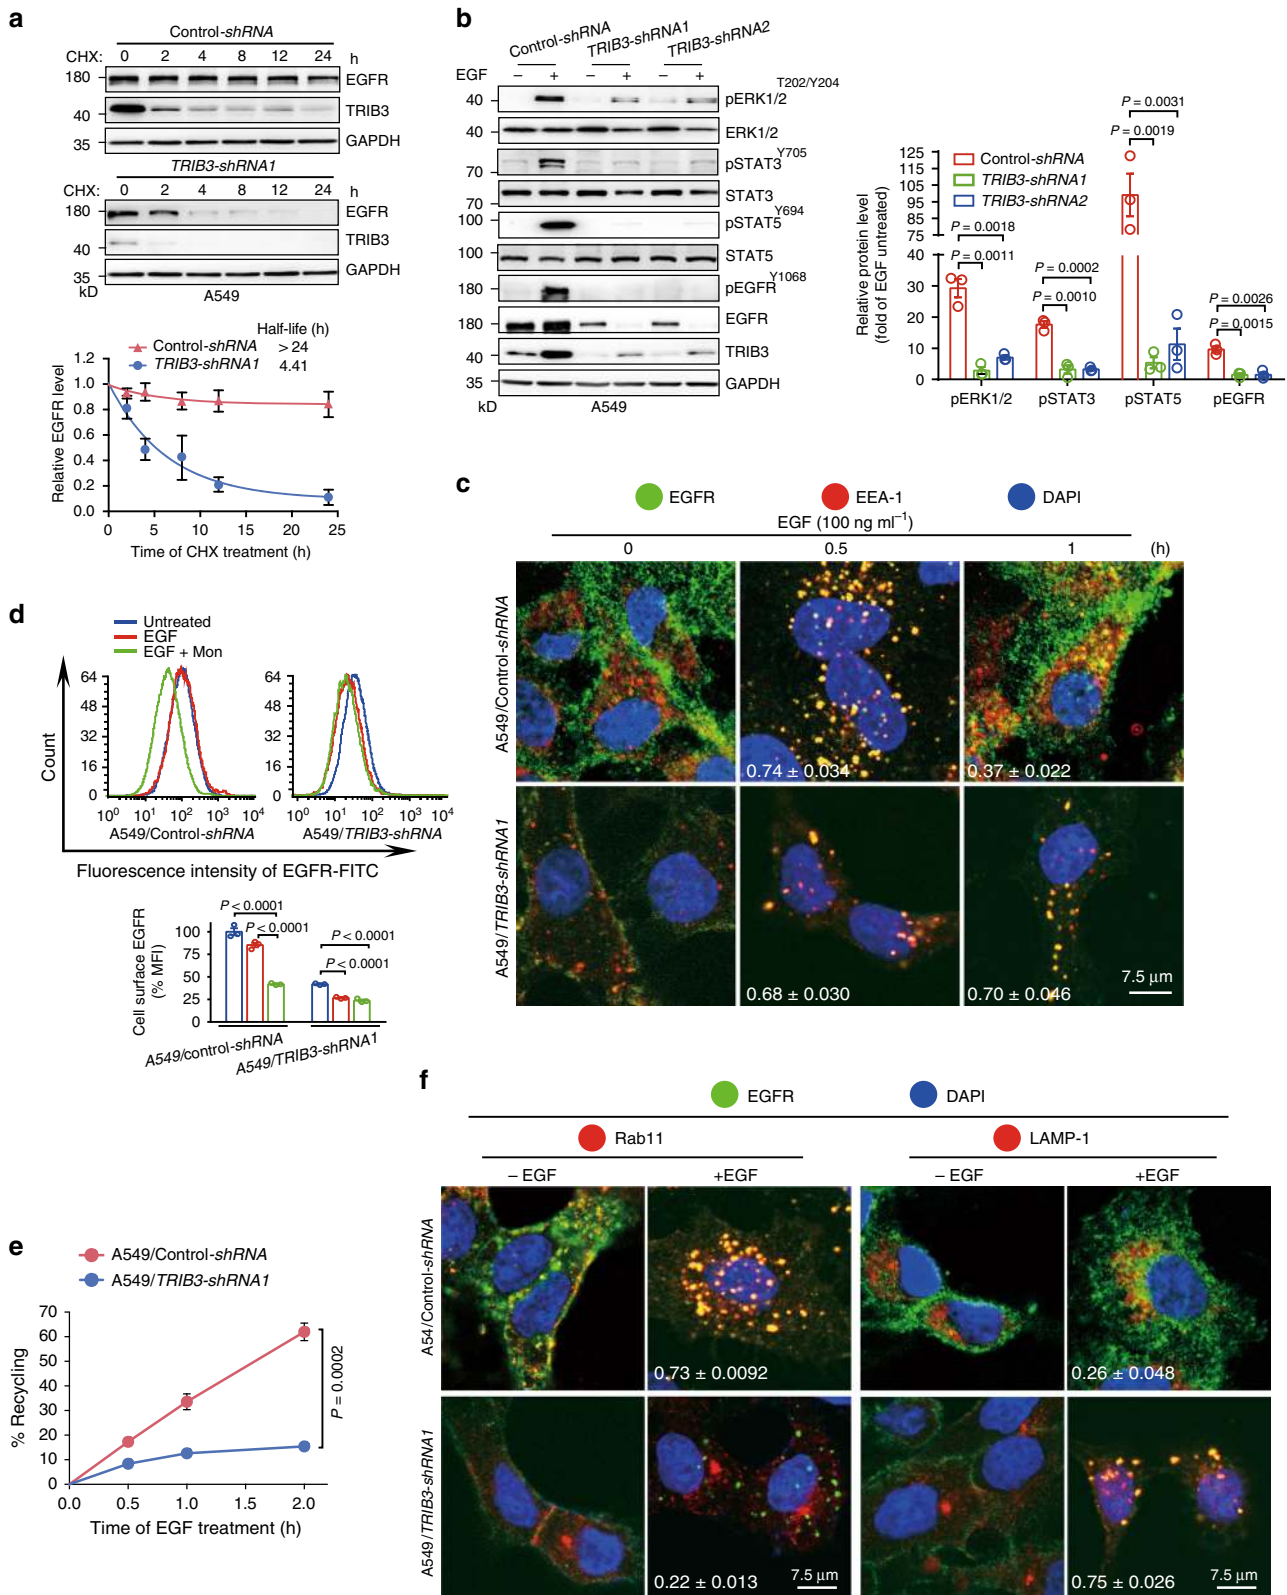 a
Control-shRNA
CHX: 0 2 4 8 12 24 h
180 EGFR
40 TRIB3
35 GAPDH
TRIB3-shRNA1
CHX: 0 2 4 8 12 24 h
180 EGFR
40 TRIB3
35 GAPDH
kD A549
Half-life (h)
Control-shRNA > 24
TRIB3-shRNA1 4.41
Relative EGFR level
1.2
1.0
0.8
0.6
0.4
0.2
0.0
0 5 10 15 20 25
Time of CHX treatment (h)
b
Control-shRNA TRIB3-shRNA1 TRIB3-shRNA2
EGF – + – + – +
40 pERK1/2 T202/Y204
40 ERK1/2
70 pSTAT3 Y705
70 STAT3
100 pSTAT5 Y694
100 STAT5
180 pEGFR Y1068
180 EGFR
40 TRIB3
35 GAPDH
kD A549
Relative protein level
(fold of EGF untreated)
125
115
105
95
85
75
40
30
20
10
0
Control-shRNA
TRIB3-shRNA1
TRIB3-shRNA2
P = 0.0031
P = 0.0019
P = 0.0018
P = 0.0011
P = 0.0002
P = 0.0010
P = 0.0026
P = 0.0015
pERK1/2 pSTAT3 pSTAT5 pEGFR
c
EGFR EEA-1 DAPI
EGF (100 ng ml–1)
0 0.5 1 (h)
A549/Control-shRNA
0.74 ± 0.034
0.37 ± 0.022
A549/TRIB3-shRNA1
0.68 ± 0.030
0.70 ± 0.046
7.5 µm
d
Untreated
EGF
EGF + Mon
Count
64
48
32
16
0
100 101 102 103 104
A549/Control-shRNA
64
48
32
16
0
100 101 102 103 104
A549/TRIB3-shRNA
Fluorescence intensity of EGFR-FITC
Cell surface EGFR
(% MFI)
100
75
50
25
0
P < 0.0001
P < 0.0001
P < 0.0001
P < 0.0001
A549/control-shRNA
A549/TRIB3-shRNA1
e
A549/Control-shRNA
A549/TRIB3-shRNA1
% Recycling
70
60
50
40
30
20
10
0
P = 0.0002
0.0 0.5 1.0 1.5 2.0
Time of EGF treatment (h)
f
EGFR DAPI
Rab11 LAMP-1
– EGF +EGF – EGF +EGF
A54/Control-shRNA
0.73 ± 0.0092
0.26 ± 0.048
A549/TRIB3-shRNA1
0.22 ± 0.013
7.5 µm
0.75 ± 0.026
7.5 µm